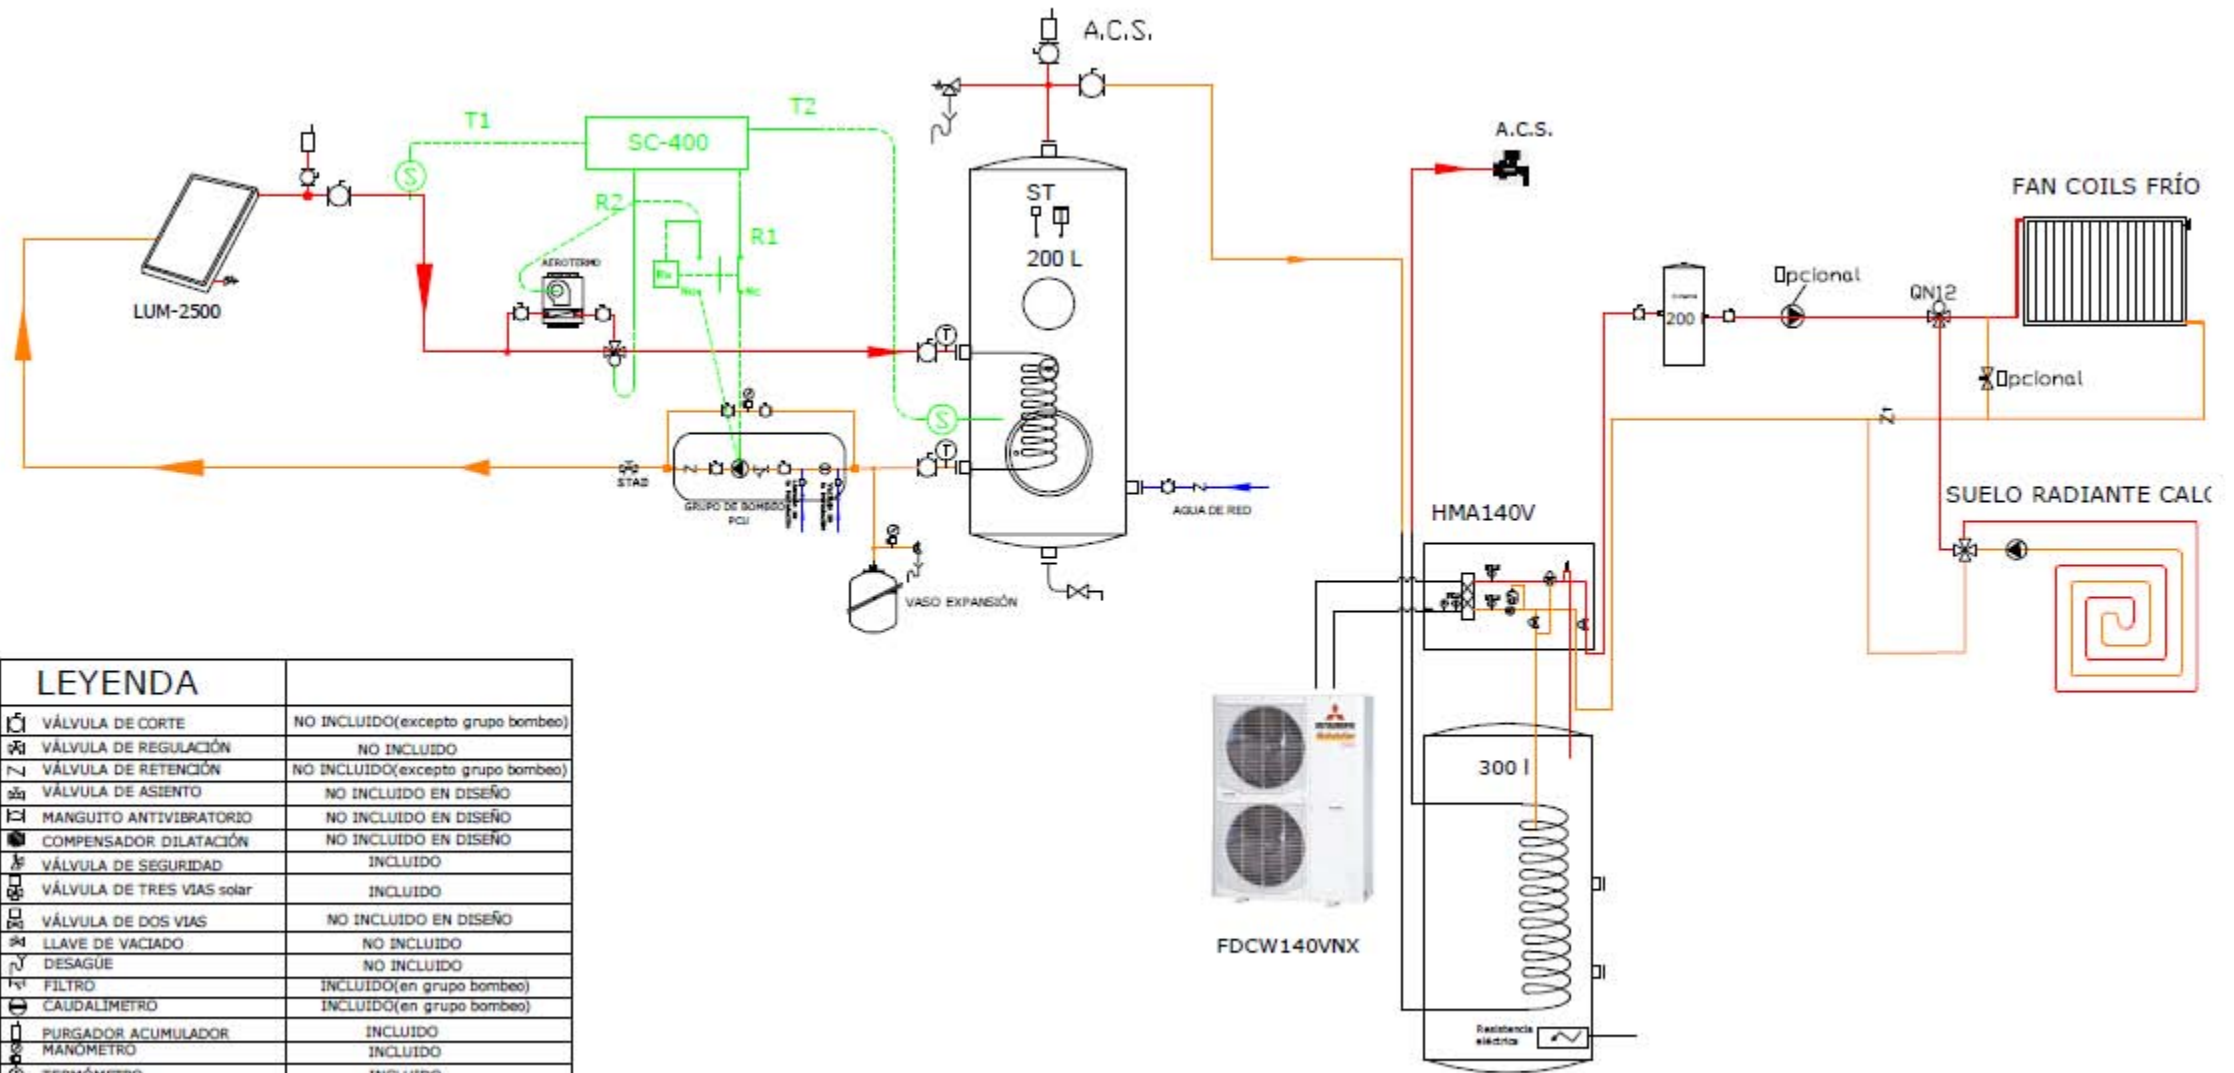 A.C.S.
T1
T2
SC-400
A.C.S.
R2
ST
FAN COILS FRÍO
R1
200 L
AEROTERMO
Opcional
QN12
LUM-2500
200 l
Opcional
STAD
GRUPO DE BOMBEO
PCU
AGUA DE RED
SUELO RADIANTE CALO
HMA140V
VASO EXPANSIÓN
300 l
FDCW140VNX
Resistencia
eléctrica
LEYENDA
VÁLVULA DE CORTE NO INCLUIDO(excepto grupo bombeo)
VÁLVULA DE REGULACIÓN NO INCLUIDO
VÁLVULA DE RETENCIÓN NO INCLUIDO(excepto grupo bombeo)
VÁLVULA DE ASIENTO NO INCLUIDO EN DISEÑO
MANGUITO ANTIVIBRATORIO NO INCLUIDO EN DISEÑO
COMPENSADOR DILATACIÓN NO INCLUIDO EN DISEÑO
VÁLVULA DE SEGURIDAD INCLUIDO
VÁLVULA DE TRES VIAS solar INCLUIDO
VÁLVULA DE DOS VIAS NO INCLUIDO EN DISEÑO
LLAVE DE VACIADO NO INCLUIDO
DESAGÜE NO INCLUIDO
FILTRO INCLUIDO(en grupo bombeo)
CAUDALÍMETRO INCLUIDO(en grupo bombeo)
PURGADOR ACUMULADOR INCLUIDO
MANÓMETRO INCLUIDO
TERMÓMETRO INCLUIDO